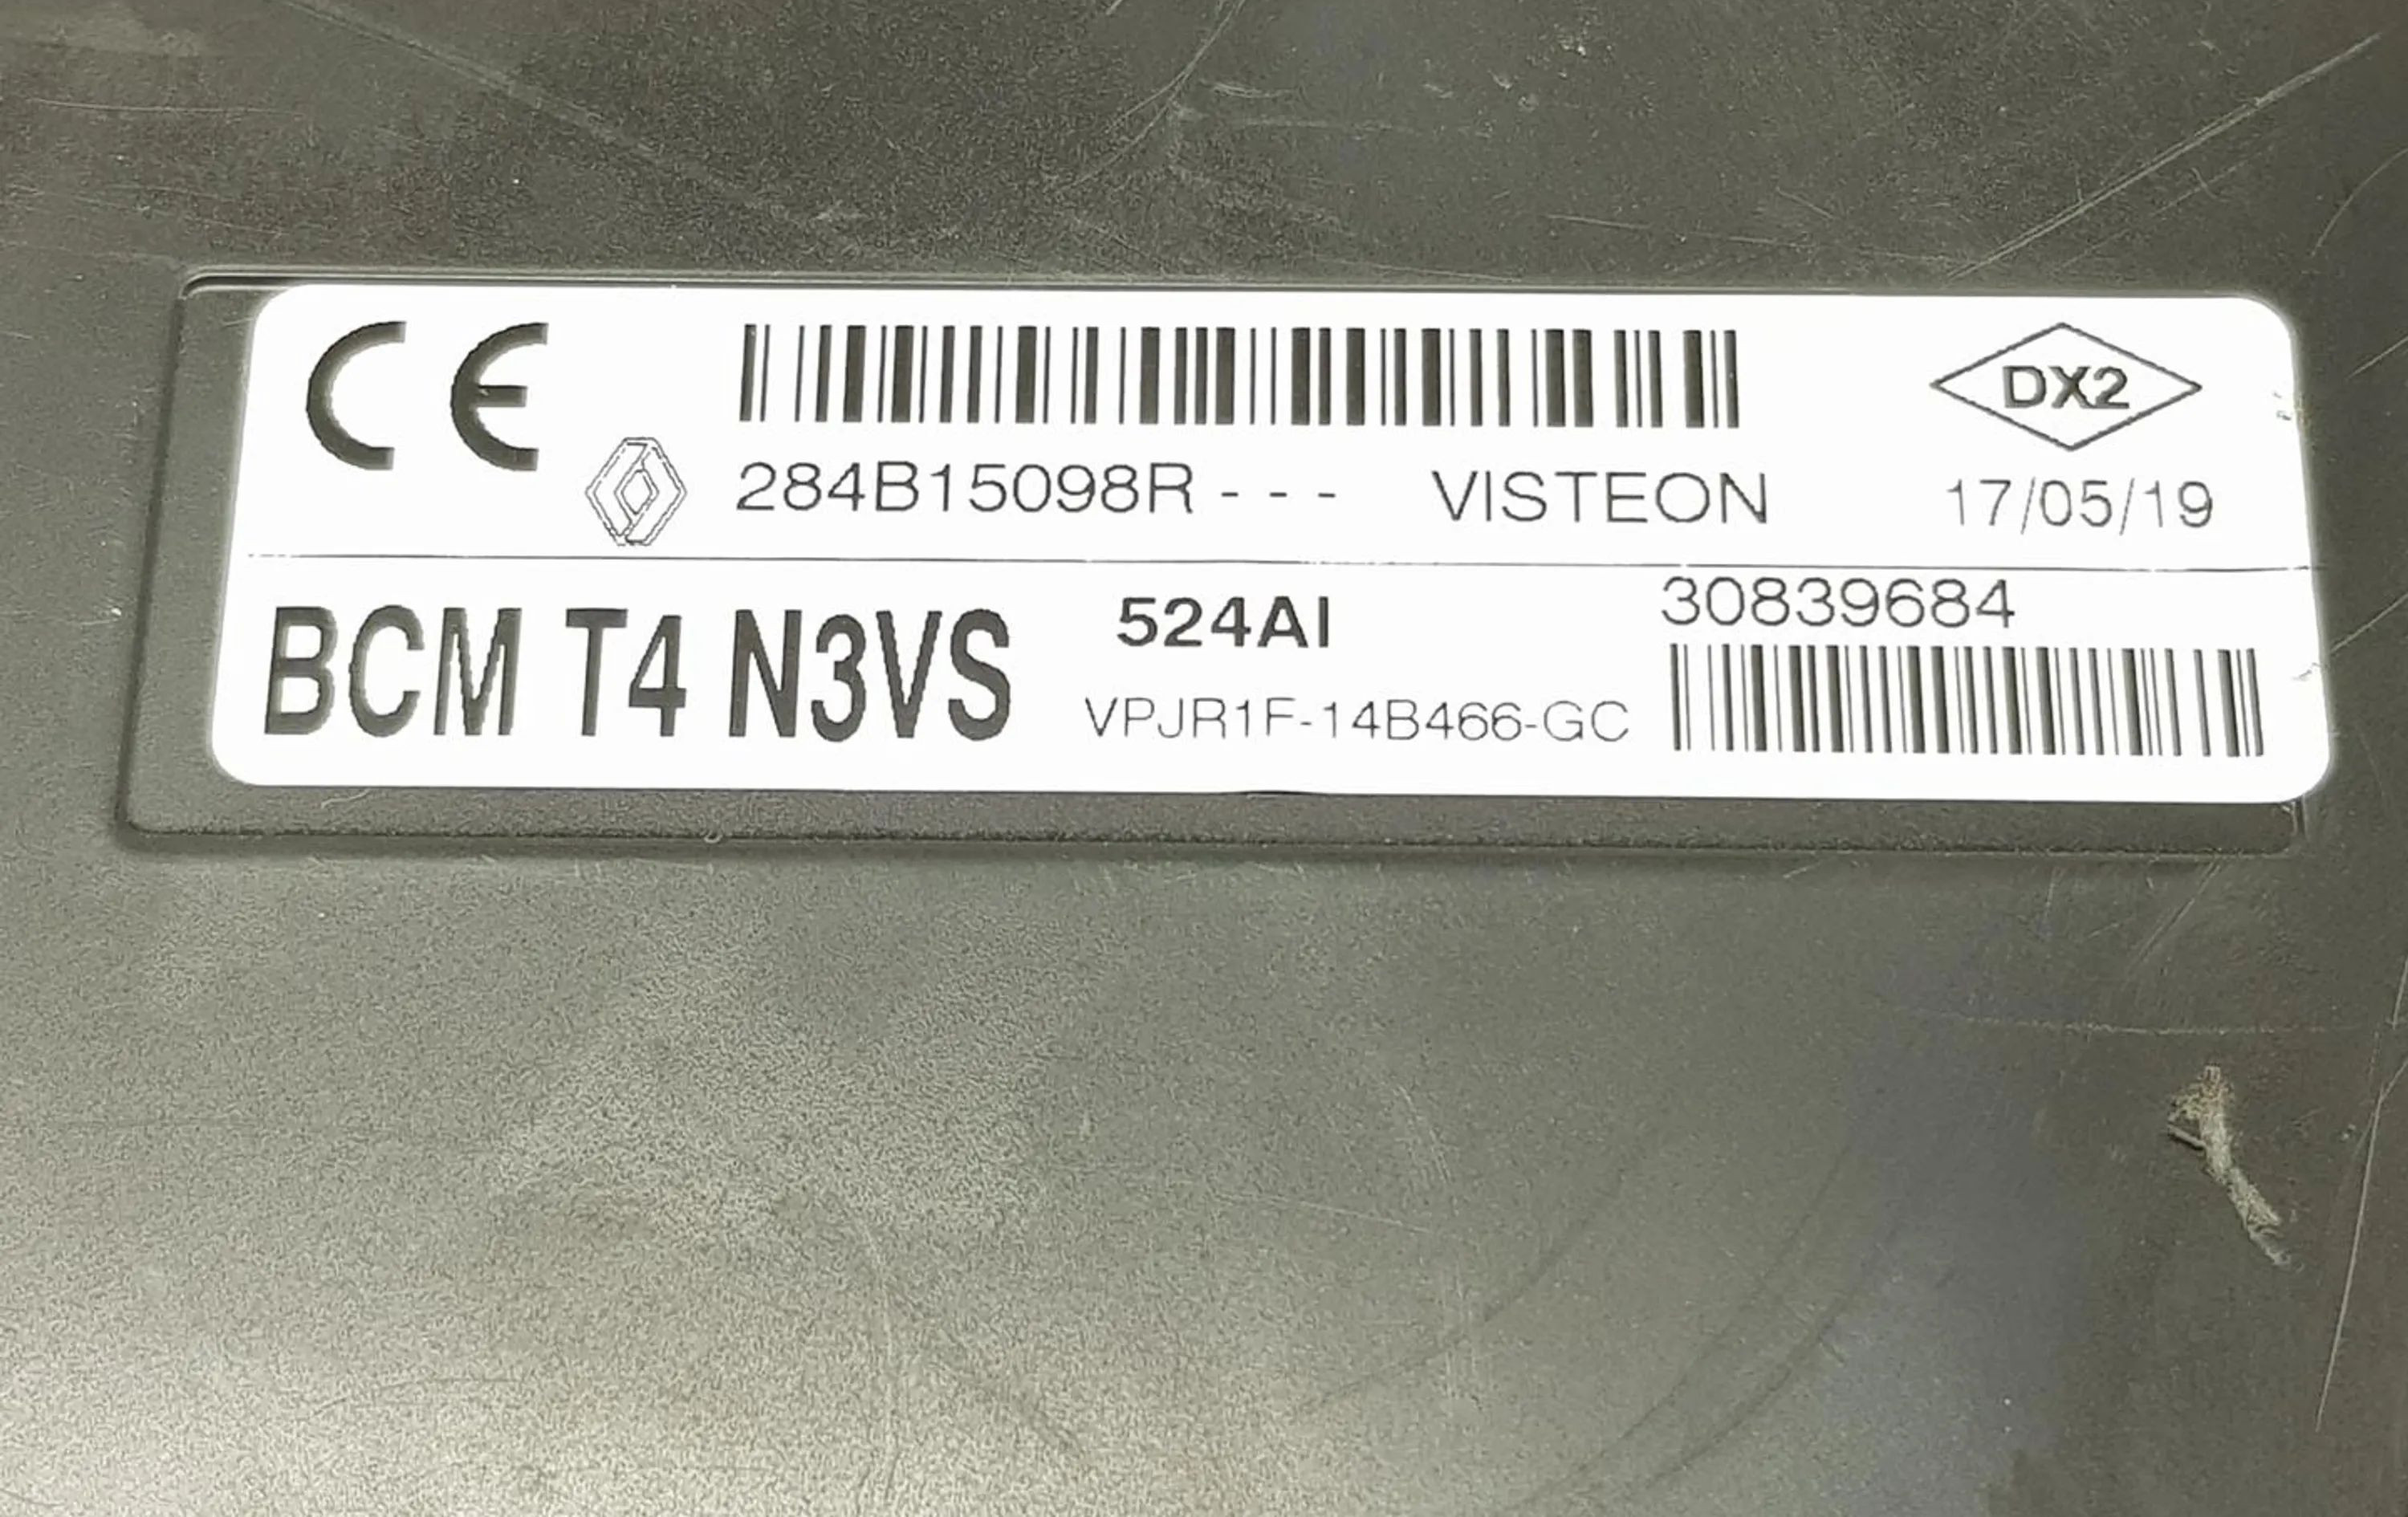 CE
DX2
284B15098R - - - VISTEON 17/05/19
BCM T4 N3VS
524AI
VPJR1F-14B466-GC
30839684